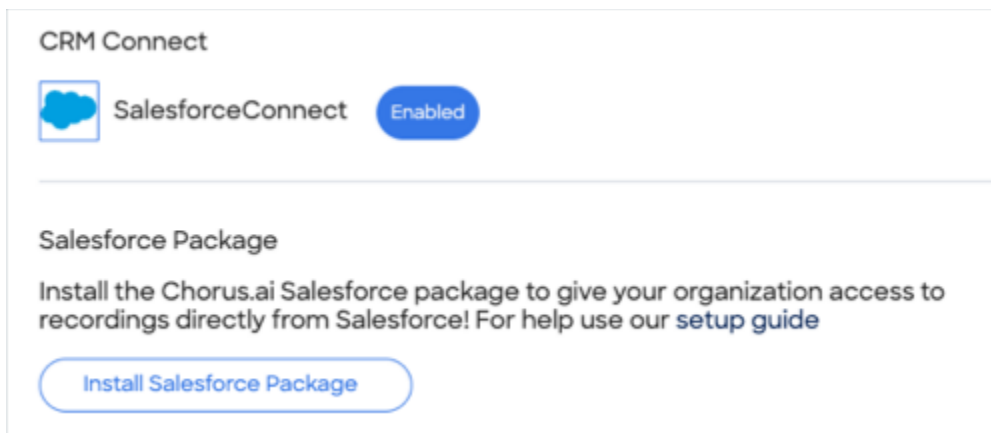 CRM Connect
SalesforceConnect Enabled
Salesforce Package
Install the Chorus.ai Salesforce package to give your organization access to
recordings directly from Salesforce! For help use our setup guide
Install Salesforce Package